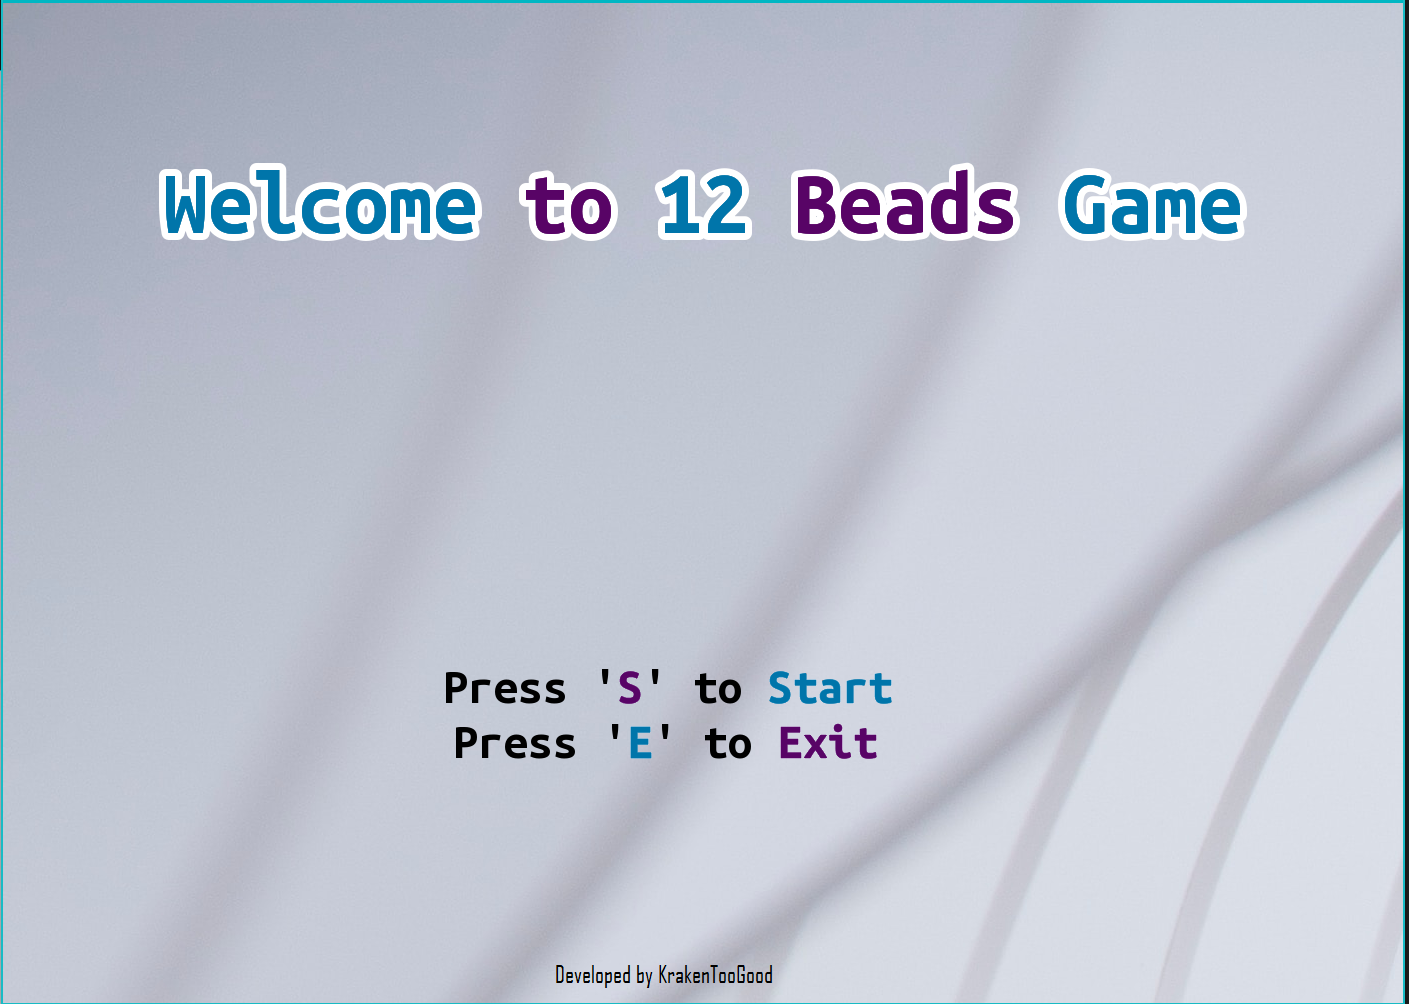 Welcome to 12 Beads Game
Press 'S' to Start
Press 'E' to Exit
Developed by KrakenTooGood